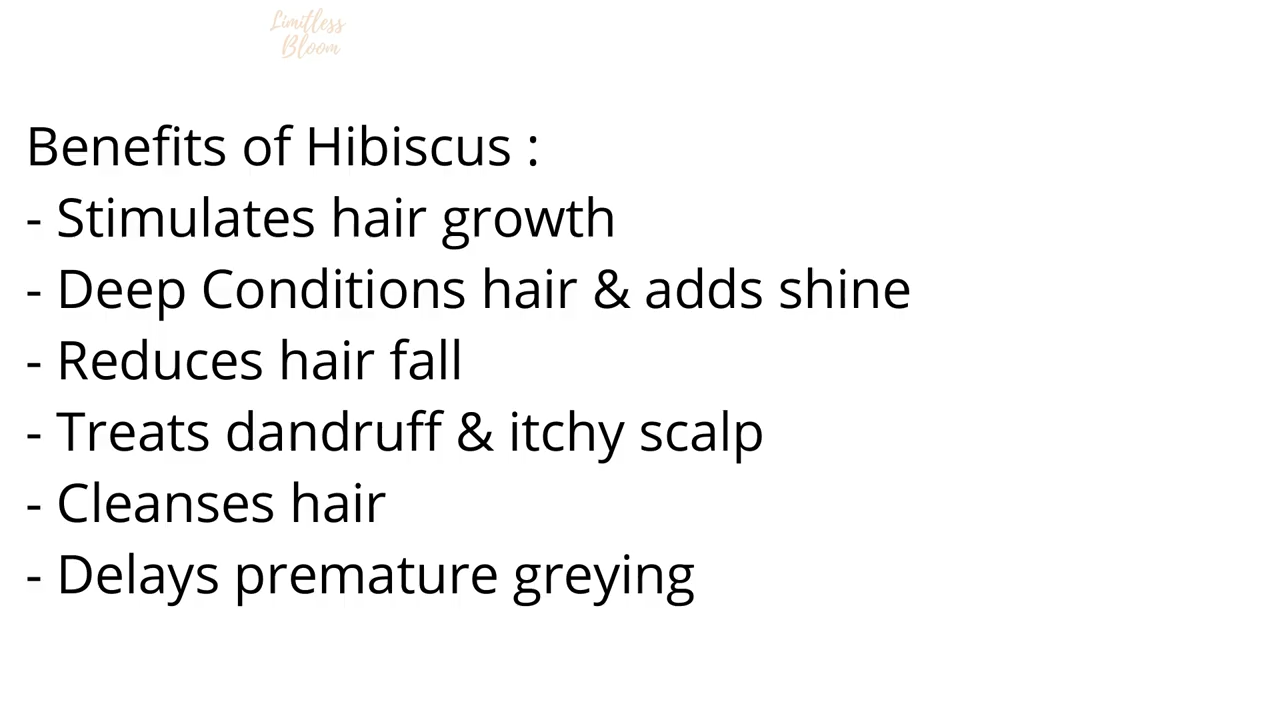 Limitless
Bloom
Benefits of Hibiscus :
- Stimulates hair growth
- Deep Conditions hair & adds shine
- Reduces hair fall
- Treats dandruff & itchy scalp
- Cleanses hair
- Delays premature greying